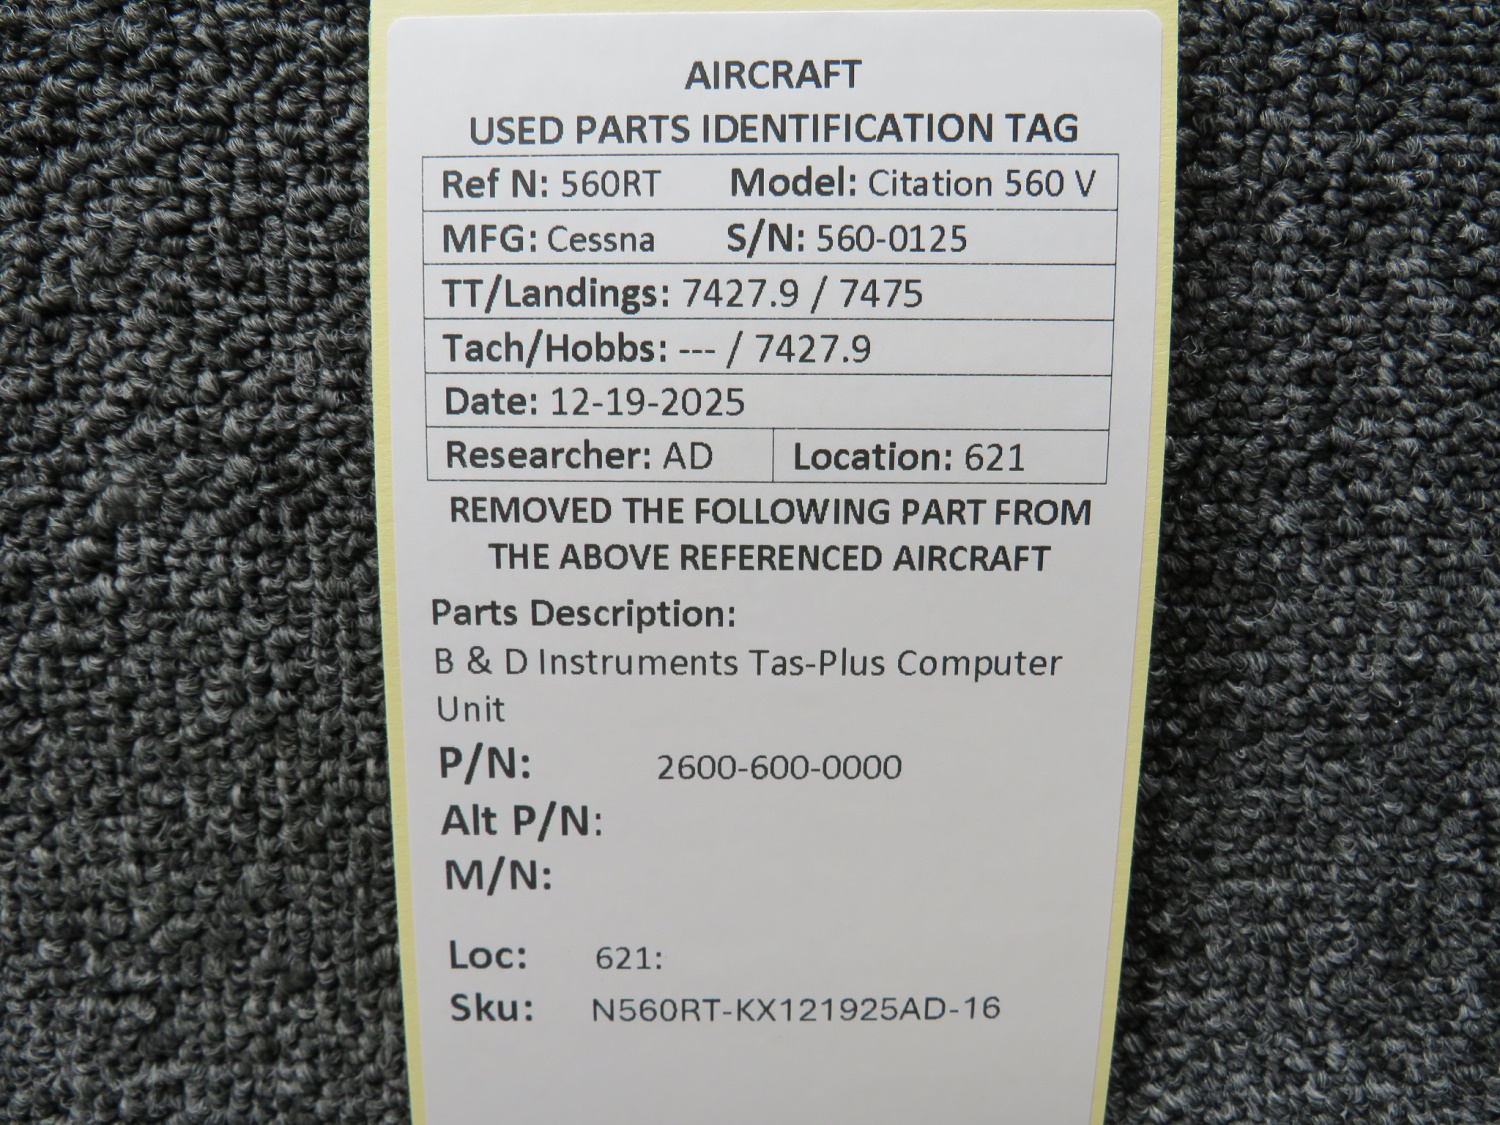 AIRCRAFT
USED PARTS IDENTIFICATION TAG
Ref N: 560RT Model: Citation 560 V
MFG: Cessna S/N: 560-0125
TT/Landings: 7427.9 / 7475
Tach/Hobbs: --- / 7427.9
Date: 12-19-2025
Researcher: AD Location: 621
REMOVED THE FOLLOWING PART FROM
THE ABOVE REFERENCED AIRCRAFT
Parts Description:
B & D Instruments Tas-Plus Computer
Unit
P/N: 2600-600-0000
Alt P/N:
M/N:
Loc: 621:
Sku: N560RT-KX121925AD-16